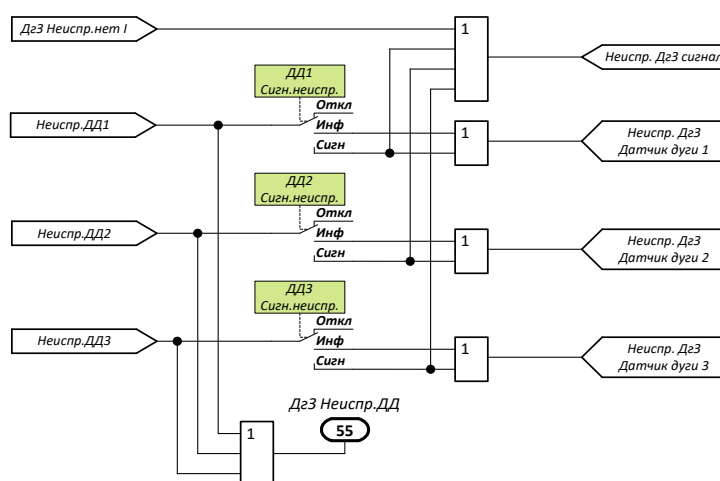 ДгЗ Неиспр.нет I
1
Неиспр. ДгЗ сигнал
ДД1
Сигн.неиспр.
Откл
Неиспр.ДД1
Инф
Сигн
1
Неиспр. ДгЗ
Датчик дуги 1
ДД2
Сигн.неиспр.
Откл
Неиспр.ДД2
Инф
Сигн
1
Неиспр. ДгЗ
Датчик дуги 2
ДД3
Сигн.неиспр.
Откл
Неиспр.ДД3
Инф
Сигн
1
Неиспр. ДгЗ
Датчик дуги 3
ДгЗ Неиспр.ДД
55
1